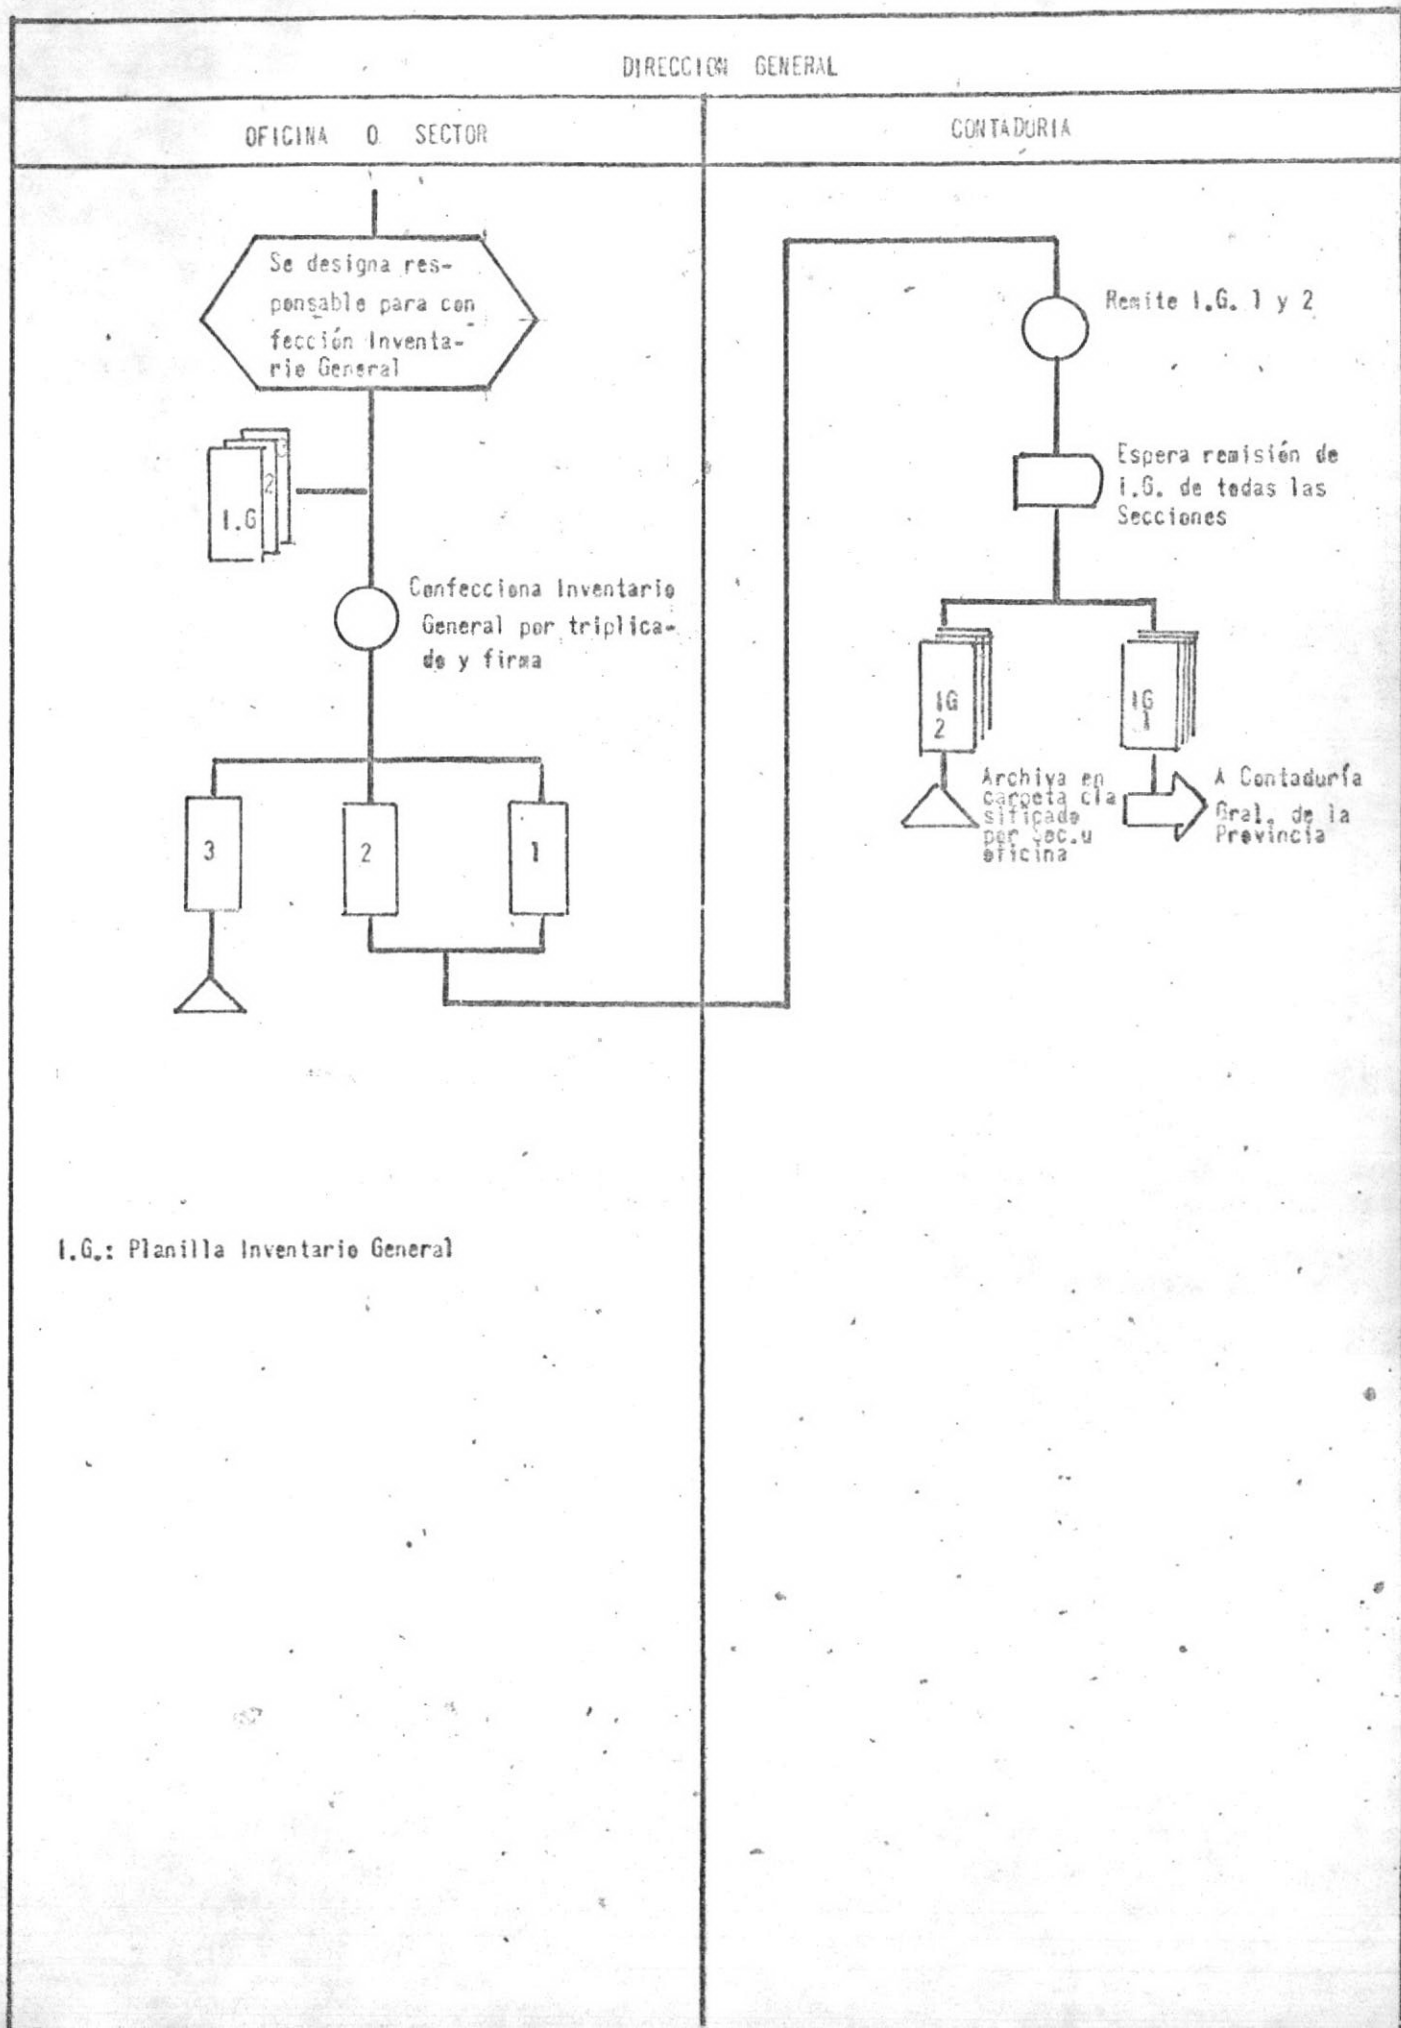 DIRECCION GENERAL
OFICINA O SECTOR
CONTADURIA
Se designa res-
ponsable para con
fección Inventa-
rio General
3
2
I.G
Confecciona Inventario
General por triplica-
do y firma
3
2
1
Remite I.G. 1 y 2
Espera remisión de
I.G. de todas las
Secciones
IG
2
IG
1
Archiva en
carpeta cla
sificado
por Sec.u
oficina
A Contaduría
Gral. de la
Provincia
I.G.: Planilla Inventario General